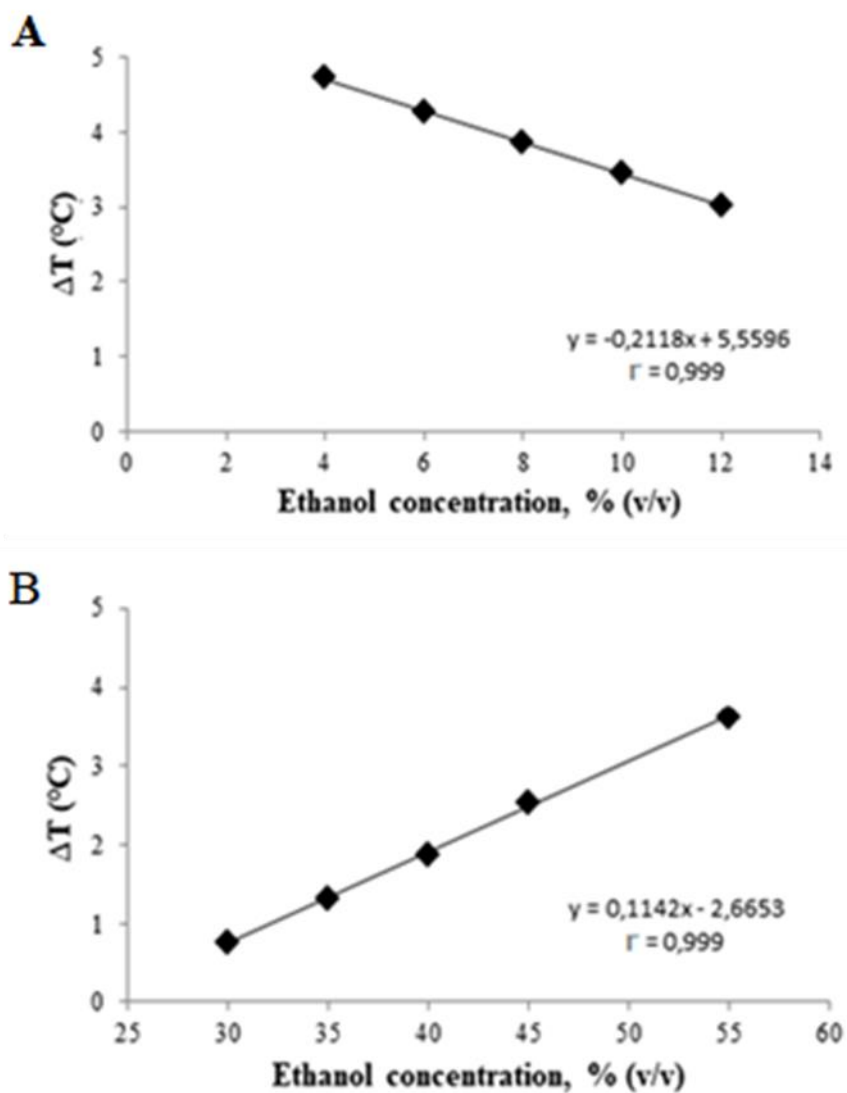 A
5
4
3
2
1
0
ΔT (°C)
y = -0,2118x + 5,5596
r = 0,999
0 2 4 6 8 10 12 14
Ethanol concentration, % (v/v)
B
5
4
3
2
1
0
ΔT (°C)
y = 0,1142x - 2,6653
r = 0,999
25 30 35 40 45 50 55 60
Ethanol concentration, % (v/v)